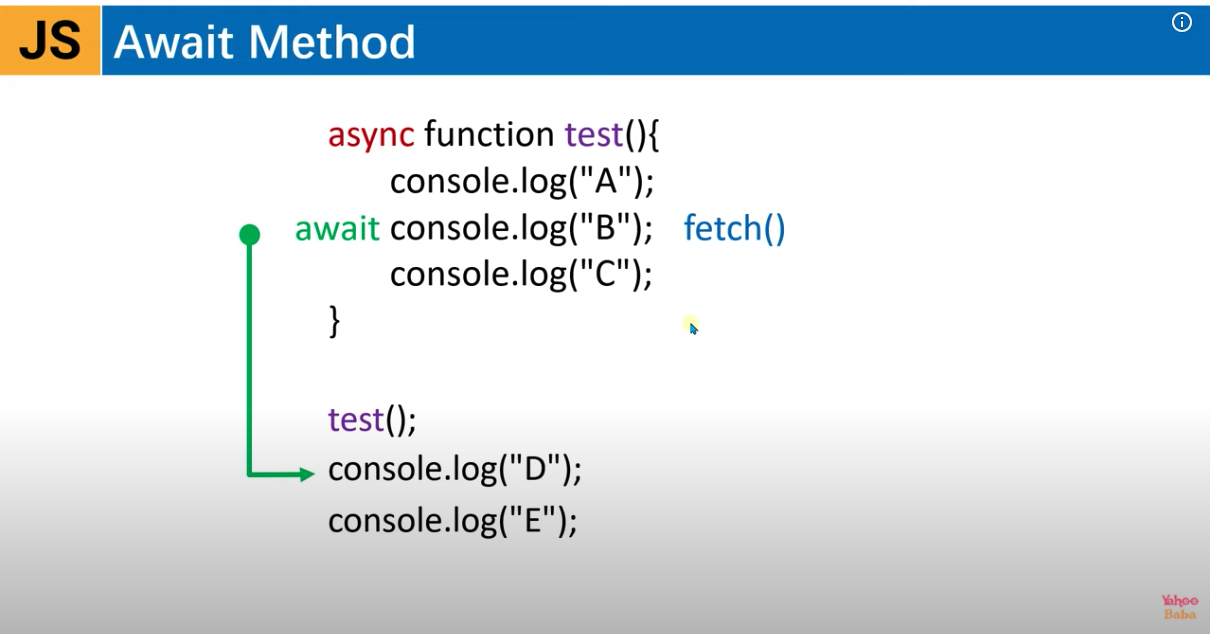 JS Await Method
async function test(){
console.log("A");
await console.log("B"); fetch()
console.log("C");
}
test();
console.log("D");
console.log("E");
Yahoo
Baba